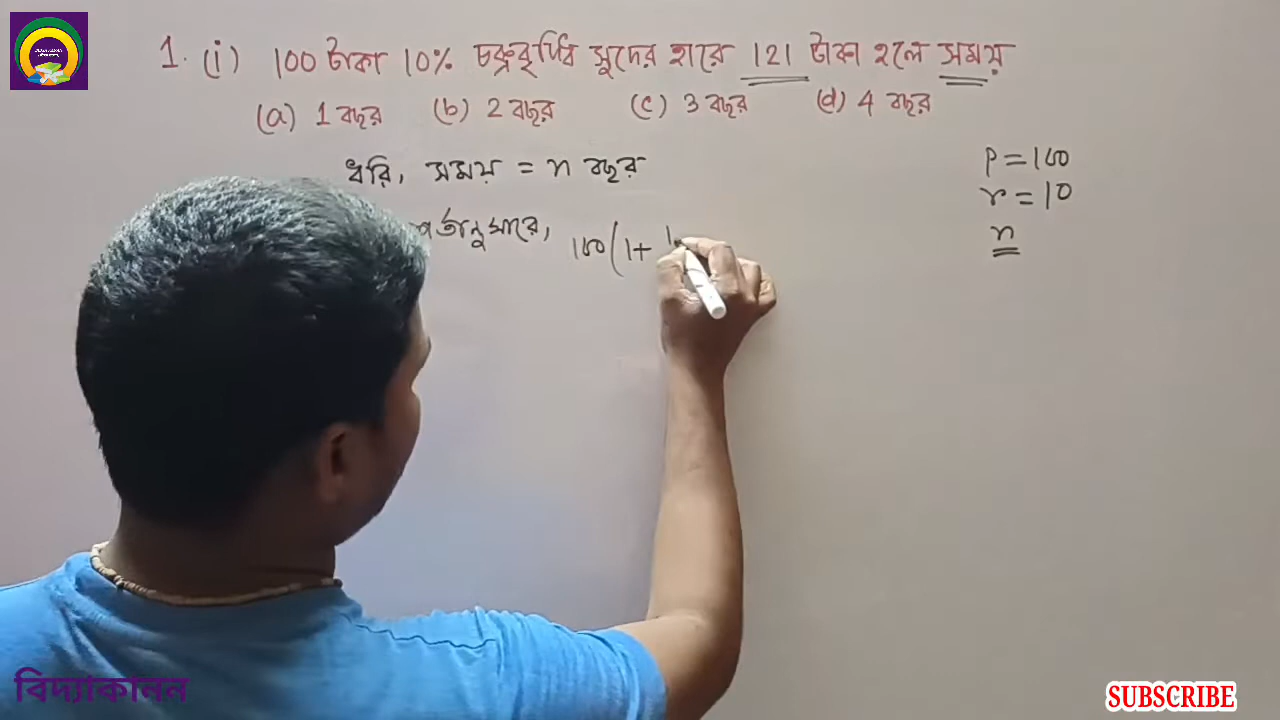 1. (i) 100 টাকা 10% চক্রবৃদ্ধি সুদের হারে 121 টাকা হলে সময়
(a) 1 বছর (b) 2 বছর (c) 3 বছর (d) 4 বছর
ধরি, সময় = n বছর
P = 100
r = 10
n
র্তানুসারে, 100(1+ 1
বিদ্যাকানন
SUBSCRIBE